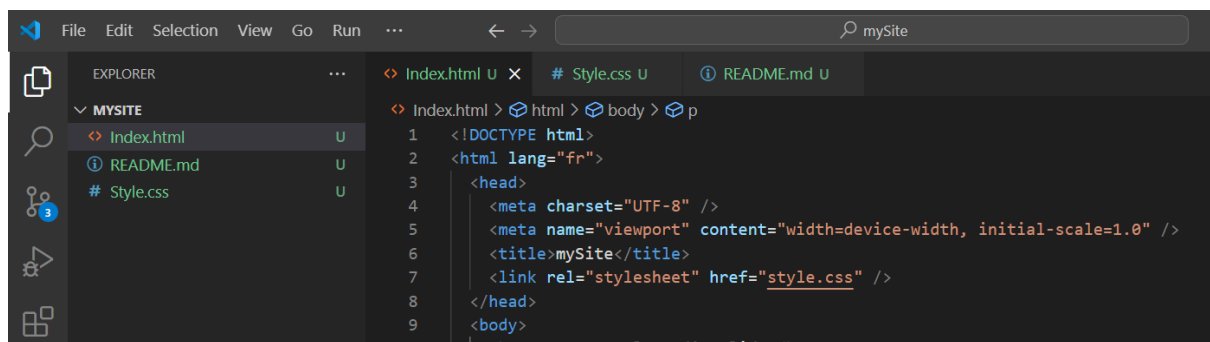 File Edit Selection View Go Run ··· ← → mySite
EXPLORER ···
MYSITE
<> Index.html U
README.md U
# Style.css U
3
<> Index.html U × # Style.css U README.md U
<> Index.html > html > body > p
1 <!DOCTYPE html>
2 <html lang="fr">
3 <head>
4 <meta charset="UTF-8" />
5 <meta name="viewport" content="width=device-width, initial-scale=1.0" />
6 <title>mySite</title>
7 <link rel="stylesheet" href="style.css" />
8 </head>
9 <body>